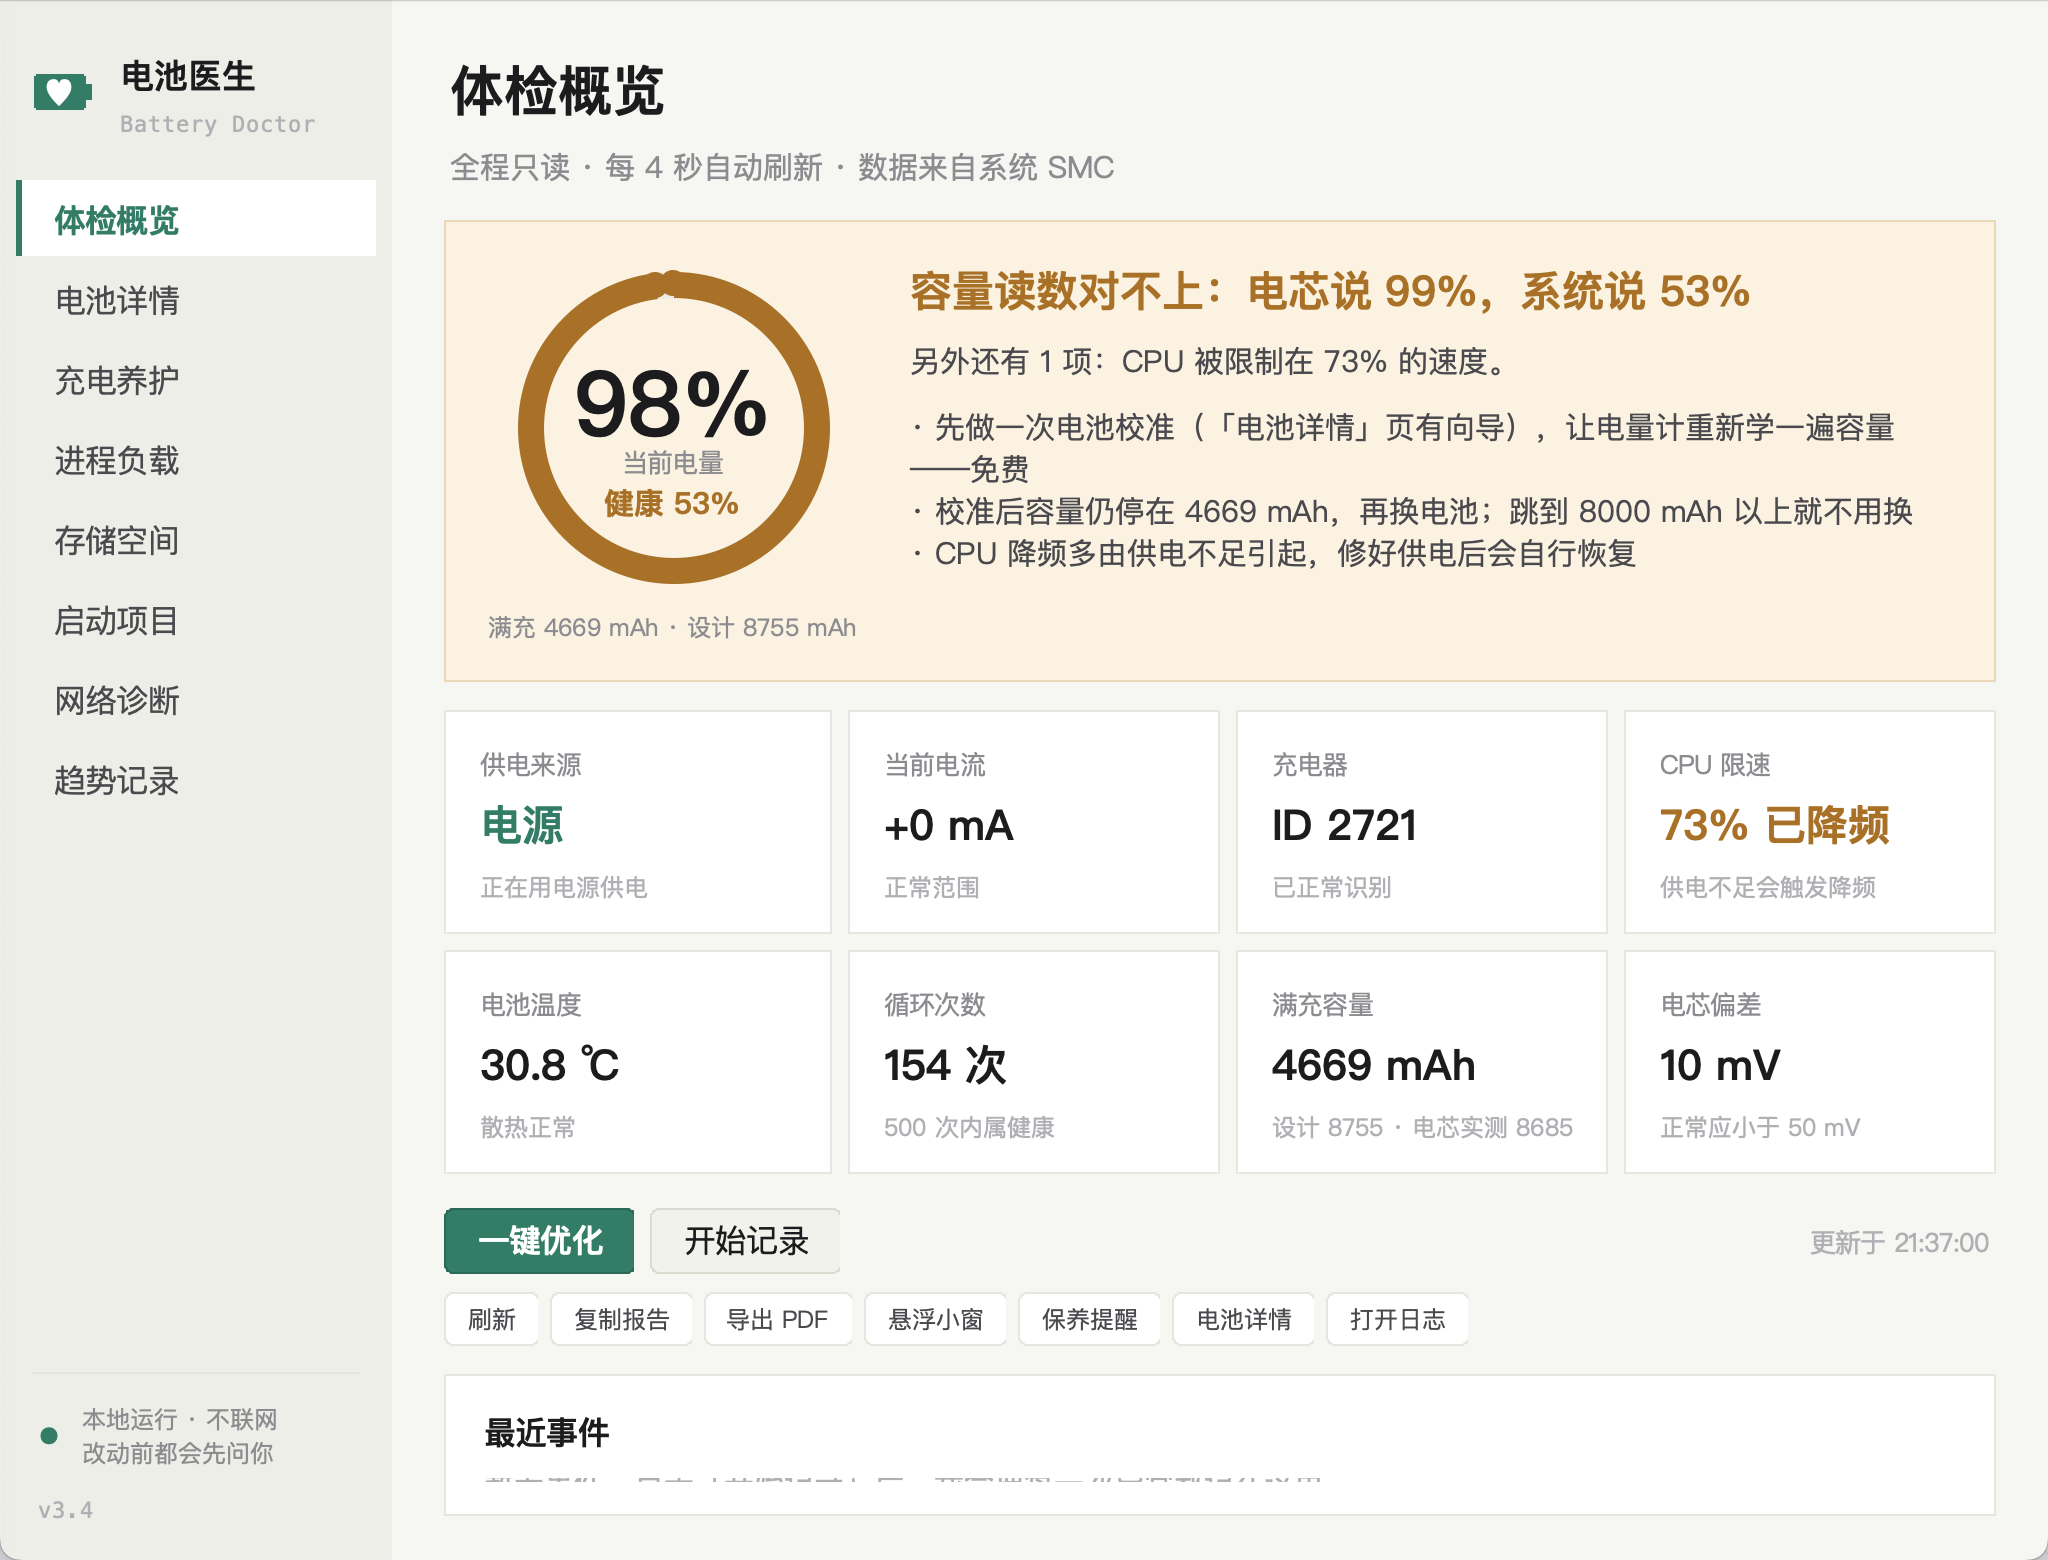 电池医生
Battery Doctor
体检概览
电池详情
充电养护
进程负载
存储空间
启动项目
网络诊断
趋势记录
本地运行 · 不联网
改动前都会先问你
v3.4
体检概览
全程只读 · 每 4 秒自动刷新 · 数据来自系统 SMC
98%
当前电量
健康 53%
满充 4669 mAh · 设计 8755 mAh
容量读数对不上：电芯说 99%，系统说 53%
另外还有 1 项：CPU 被限制在 73% 的速度。
· 先做一次电池校准（「电池详情」页有向导），让电量计重新学一遍容量
——免费
· 校准后容量仍停在 4669 mAh，再换电池；跳到 8000 mAh 以上就不用换
· CPU 降频多由供电不足引起，修好供电后会自行恢复
供电来源
电源
正在用电源供电
当前电流
+0 mA
正常范围
充电器
ID 2721
已正常识别
CPU 限速
73% 已降频
供电不足会触发降频
电池温度
30.8 ℃
散热正常
循环次数
154 次
500 次内属健康
满充容量
4669 mAh
设计 8755 · 电芯实测 8685
电芯偏差
10 mV
正常应小于 50 mV
一键优化
开始记录
更新于 21:37:00
刷新
复制报告
导出 PDF
悬浮小窗
保养提醒
电池详情
打开日志
最近事件